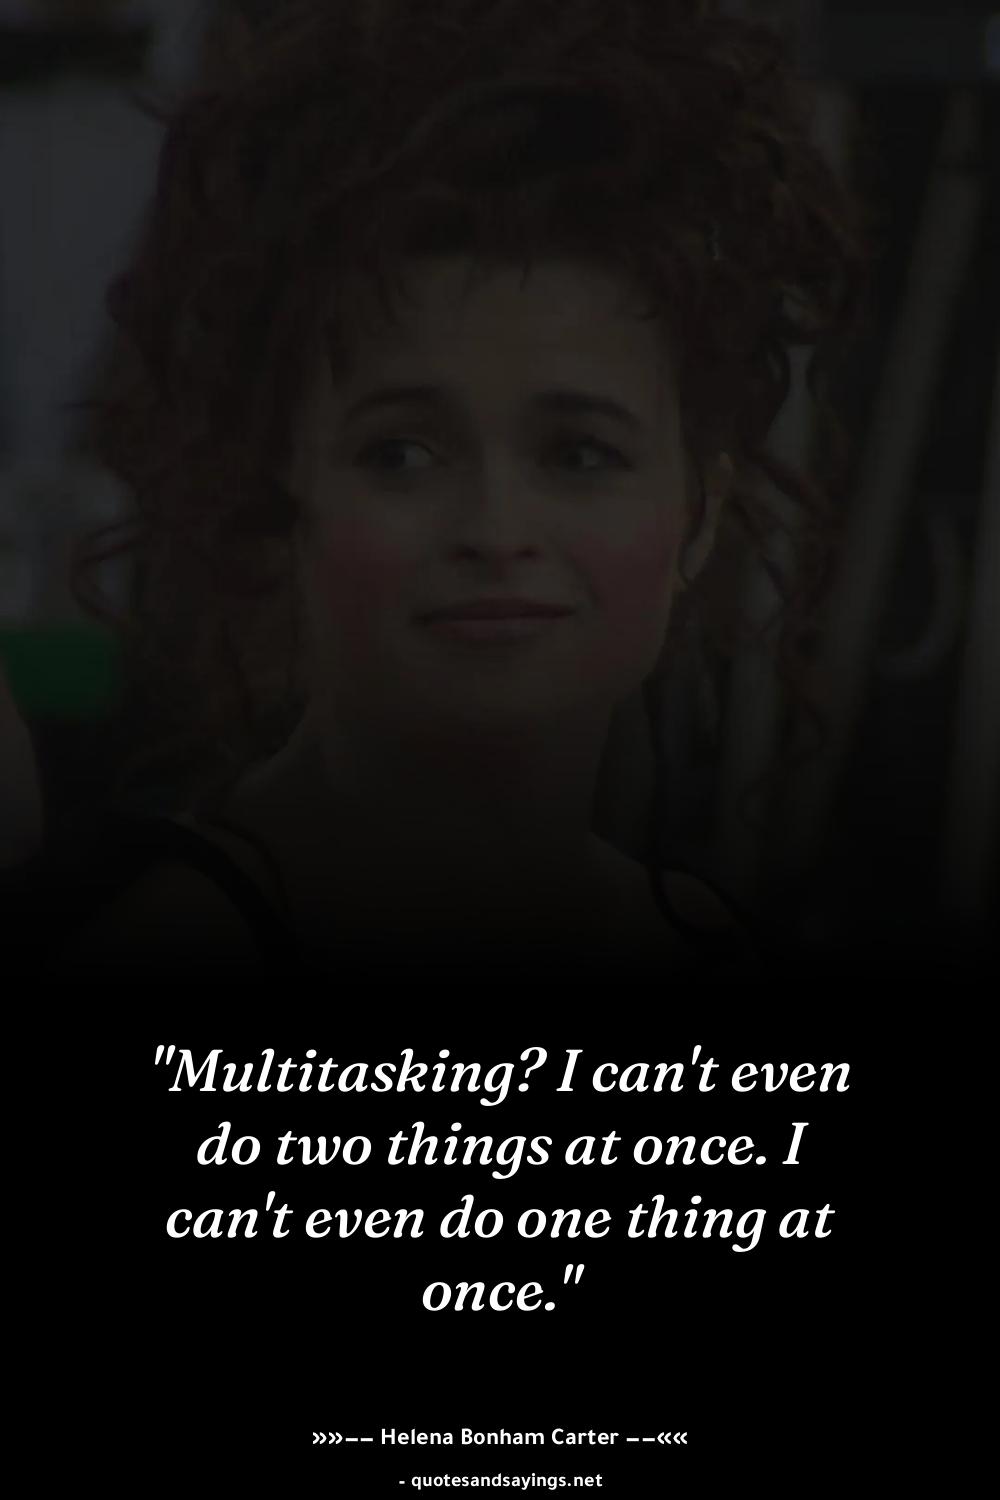 "Multitasking? I can't even
do two things at once. I
can't even do one thing at
once."
»»–– Helena Bonham Carter ––««
- quotesandsayings.net